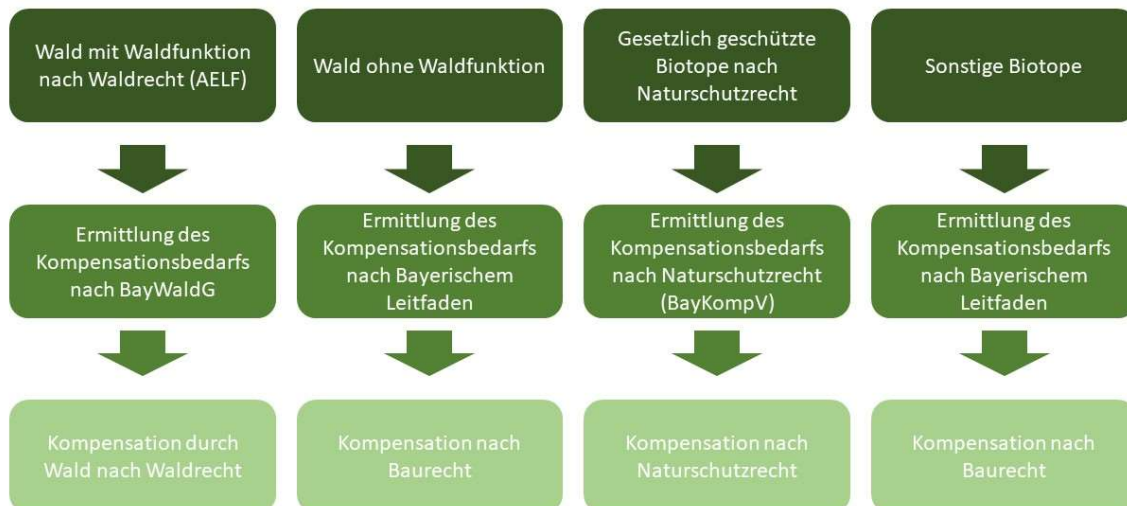 Wald mit Waldfunktion
nach Waldrecht (AELF)
Wald ohne Waldfunktion
Gesetzlich geschützte
Biotope nach
Naturschutzrecht
Sonstige Biotope
Ermittlung des
Kompensationsbedarfs
nach BayWaldG
Ermittlung des
Kompensationsbedarfs
nach Bayerischem
Leitfaden
Ermittlung des
Kompensationsbedarfs
nach Naturschutzrecht
(BayKompV)
Ermittlung des
Kompensationsbedarfs
nach Bayerischem
Leitfaden
Kompensation durch
Wald nach Waldrecht
Kompensation nach
Baurecht
Kompensation nach
Naturschutzrecht
Kompensation nach
Baurecht